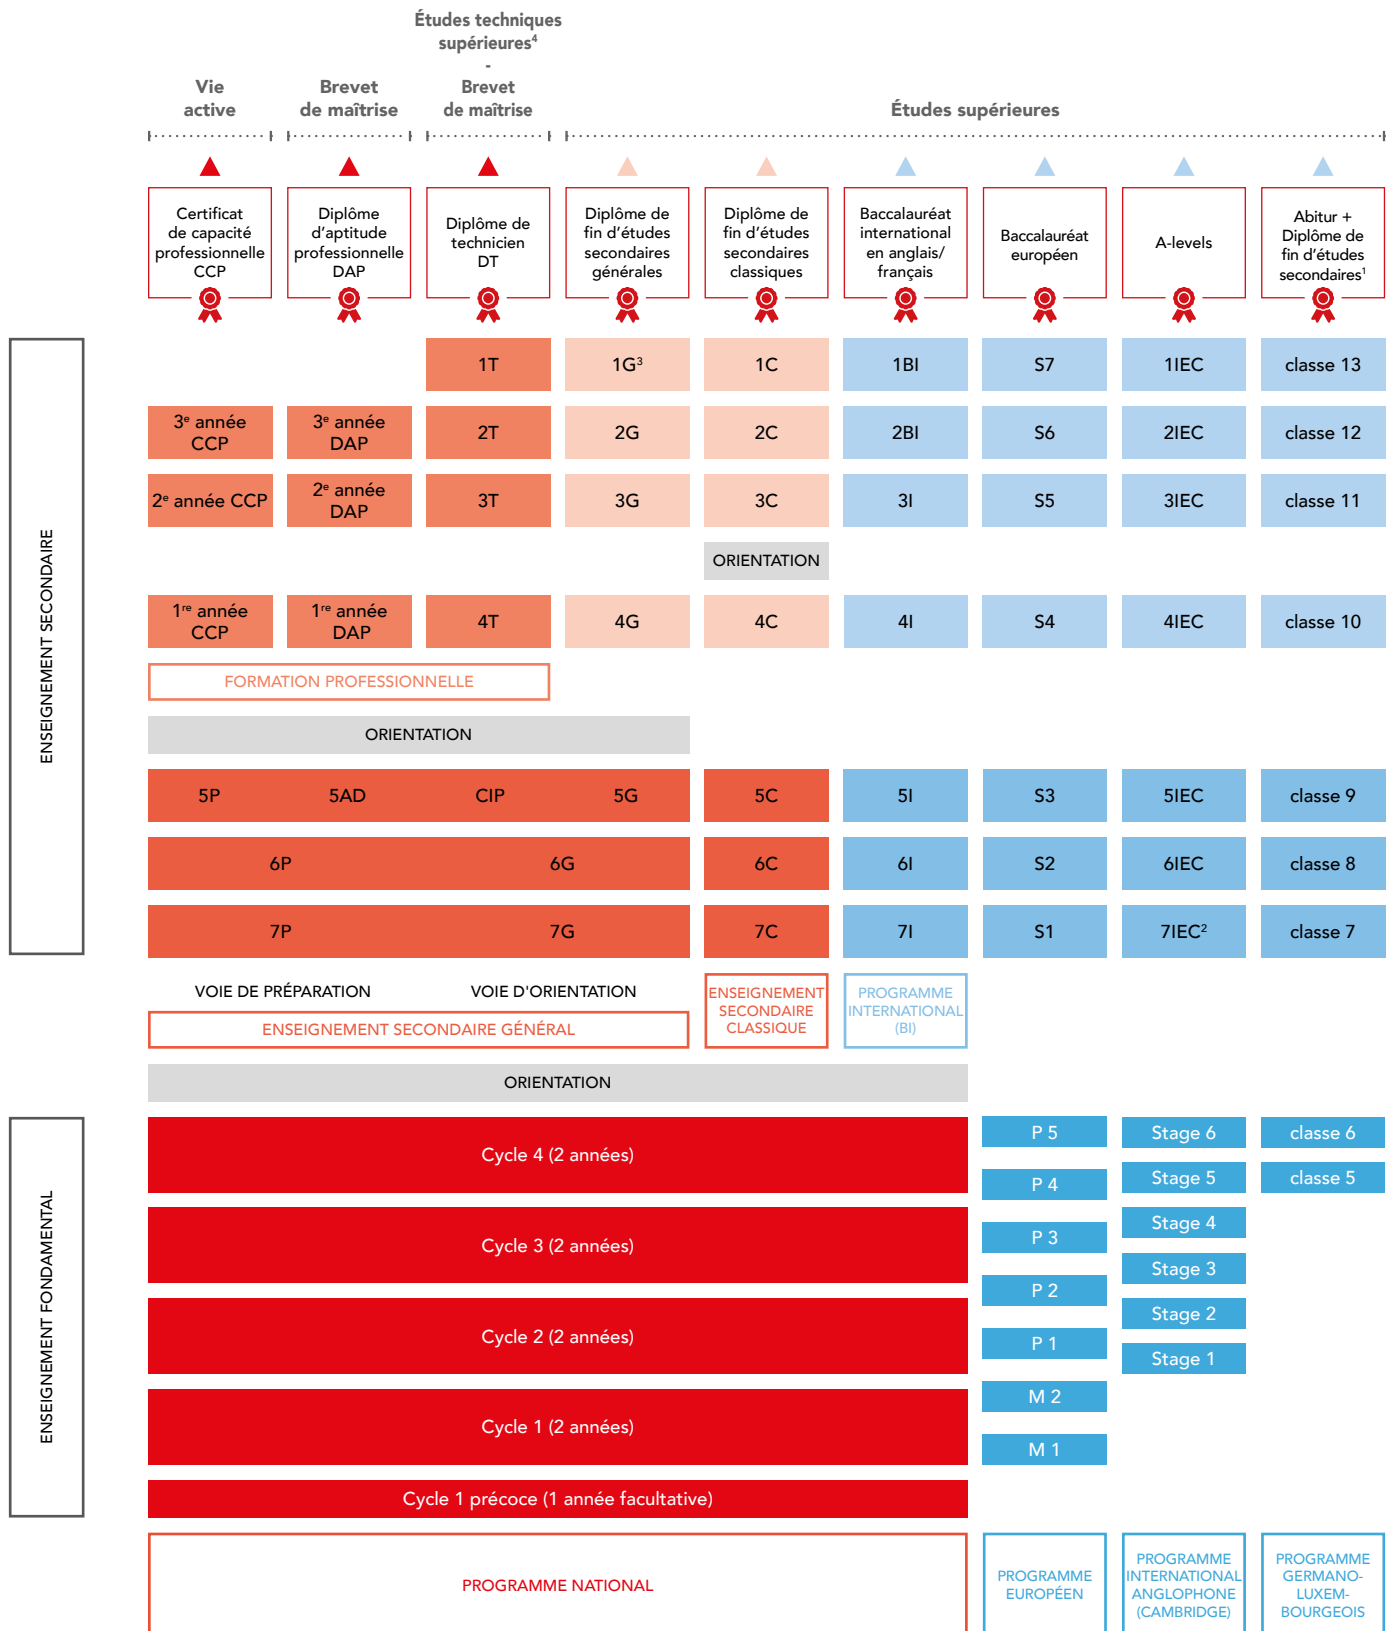 Études techniques
supérieures⁴
-
Vie
active
Brevet
de maîtrise
Brevet
de maîtrise
Études supérieures
Certificat
de capacité
professionnelle
CCP
Diplôme
d'aptitude
professionnelle
DAP
Diplôme de
technicien
DT
Diplôme de
fin d'études
secondaires
générales
Diplôme de
fin d'études
secondaires
classiques
Baccalauréat
international
en anglais/
français
Baccalauréat
européen
A-levels
Abitur +
Diplôme de
fin d'études
secondaires¹
ENSEIGNEMENT SECONDAIRE
1T
1G³
1C
1BI
S7
1IEC
classe 13
3ᵉ année
CCP
3ᵉ année
DAP
2T
2G
2C
2BI
S6
2IEC
classe 12
2ᵉ année CCP
2ᵉ année
DAP
3T
3G
3C
3I
S5
3IEC
classe 11
ORIENTATION
1ʳᵉ année
CCP
1ʳᵉ année
DAP
4T
4G
4C
4I
S4
4IEC
classe 10
FORMATION PROFESSIONNELLE
ORIENTATION
5P
5AD
CIP
5G
5C
5I
S3
5IEC
classe 9
6P
6G
6C
6I
S2
6IEC
classe 8
7P
7G
7C
7I
S1
7IEC²
classe 7
VOIE DE PRÉPARATION
VOIE D'ORIENTATION
ENSEIGNEMENT SECONDAIRE GÉNÉRAL
ENSEIGNEMENT
SECONDAIRE
CLASSIQUE
PROGRAMME
INTERNATIONAL
(BI)
ORIENTATION
ENSEIGNEMENT FONDAMENTAL
Cycle 4 (2 années)
Cycle 3 (2 années)
Cycle 2 (2 années)
Cycle 1 (2 années)
Cycle 1 précoce (1 année facultative)
P 5
P 4
P 3
P 2
P 1
M 2
M 1
Stage 6
Stage 5
Stage 4
Stage 3
Stage 2
Stage 1
classe 6
classe 5
PROGRAMME NATIONAL
PROGRAMME
EUROPÉEN
PROGRAMME
INTERNATIONAL
ANGLOPHONE
(CAMBRIDGE)
PROGRAMME
GERMANO-
LUXEM-
BOURGEOIS